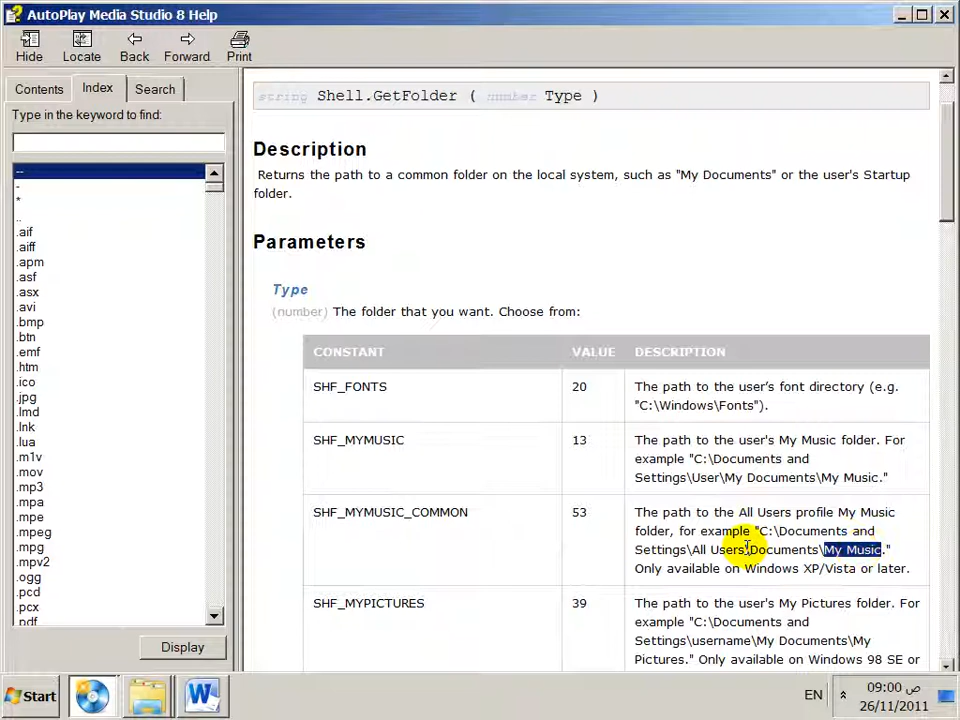 AutoPlay Media Studio 8 Help
Hide Locate Back Forward Print
Contents Index Search
Type in the keyword to find:
--
-
*
..
.aif
.aiff
.apm
.asf
.asx
.avi
.bmp
.btn
.emf
.htm
.ico
.jpg
.lmd
.lnk
.lua
.m1v
.mov
.mp3
.mpa
.mpe
.mpeg
.mpg
.mpv2
.ogg
.pcd
.pcx
.pdf
Display
string Shell.GetFolder ( number Type )
Description
Returns the path to a common folder on the local system, such as "My Documents" or the user's Startup
folder.
Parameters
Type
(number) The folder that you want. Choose from:
CONSTANT VALUE DESCRIPTION
SHF_FONTS 20 The path to the user's font directory (e.g.
"C:\Windows\Fonts").
SHF_MYMUSIC 13 The path to the user's My Music folder. For
example "C:\Documents and
Settings\User\My Documents\My Music."
SHF_MYMUSIC_COMMON 53 The path to the All Users profile My Music
folder, for example "C:\Documents and
Settings\All Users\Documents\My Music."
Only available on Windows XP/Vista or later.
SHF_MYPICTURES 39 The path to the user's My Pictures folder. For
example "C:\Documents and
Settings\username\My Documents\My
Pictures." Only available on Windows 98 SE or
Start EN 09:00 ص
26/11/2011